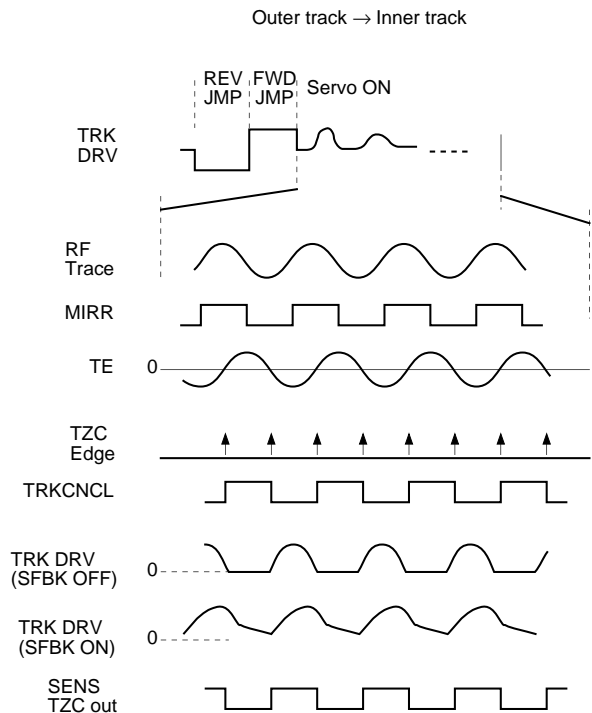 Outer track → Inner track
REV FWD
JMP JMP
Servo ON
TRK
DRV
RF
Trace
MIRR
TE
0
TZC
Edge
TRKCNCL
TRK DRV
(SFBK OFF)
0
TRK DRV
(SFBK ON)
0
SENS
TZC out